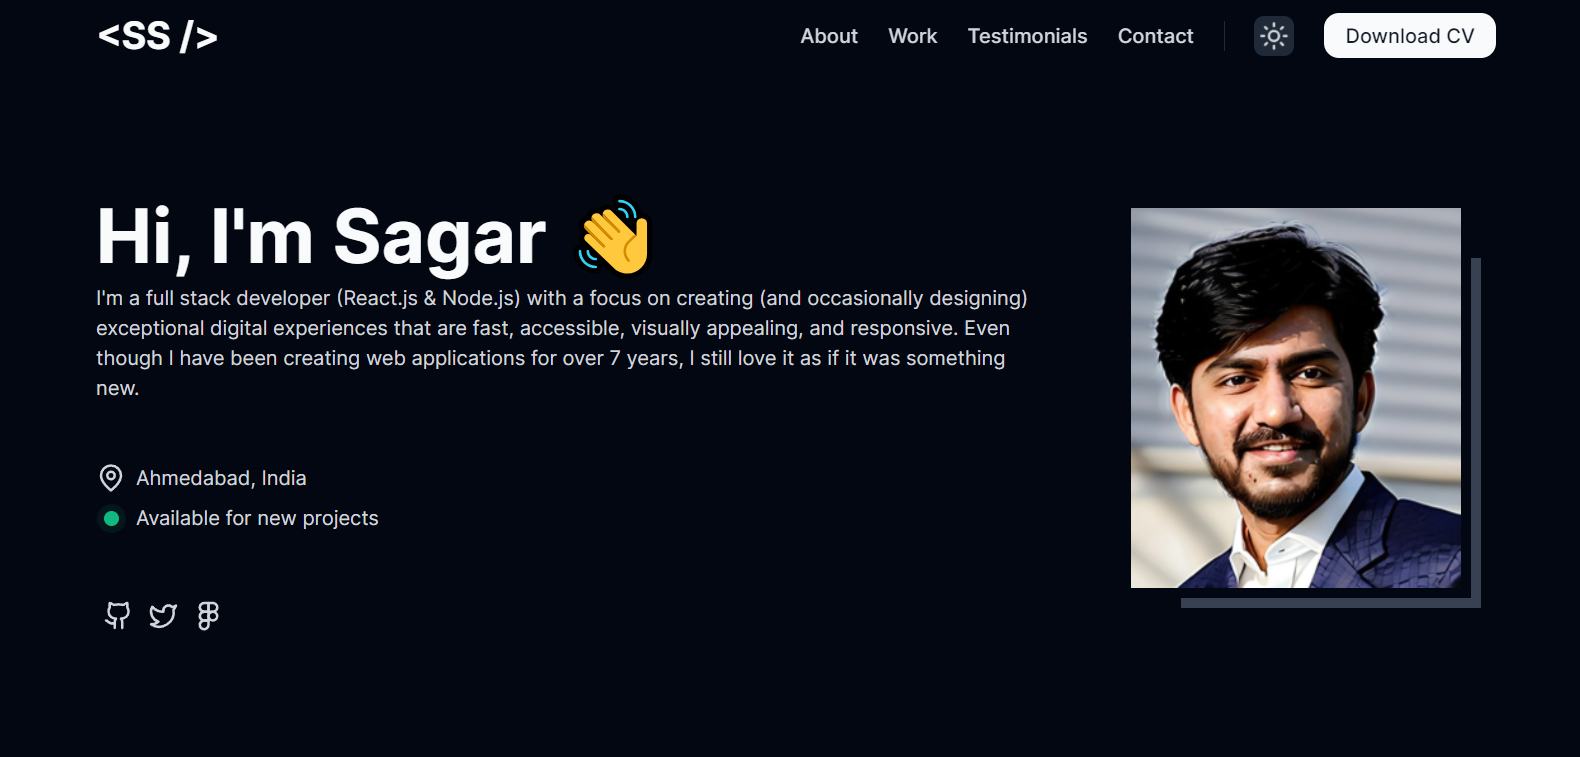 <SS />
About Work Testimonials Contact Download CV
Hi, I'm Sagar 👋
I'm a full stack developer (React.js & Node.js) with a focus on creating (and occasionally designing)
exceptional digital experiences that are fast, accessible, visually appealing, and responsive. Even
though I have been creating web applications for over 7 years, I still love it as if it was something
new.
Ahmedabad, India
Available for new projects